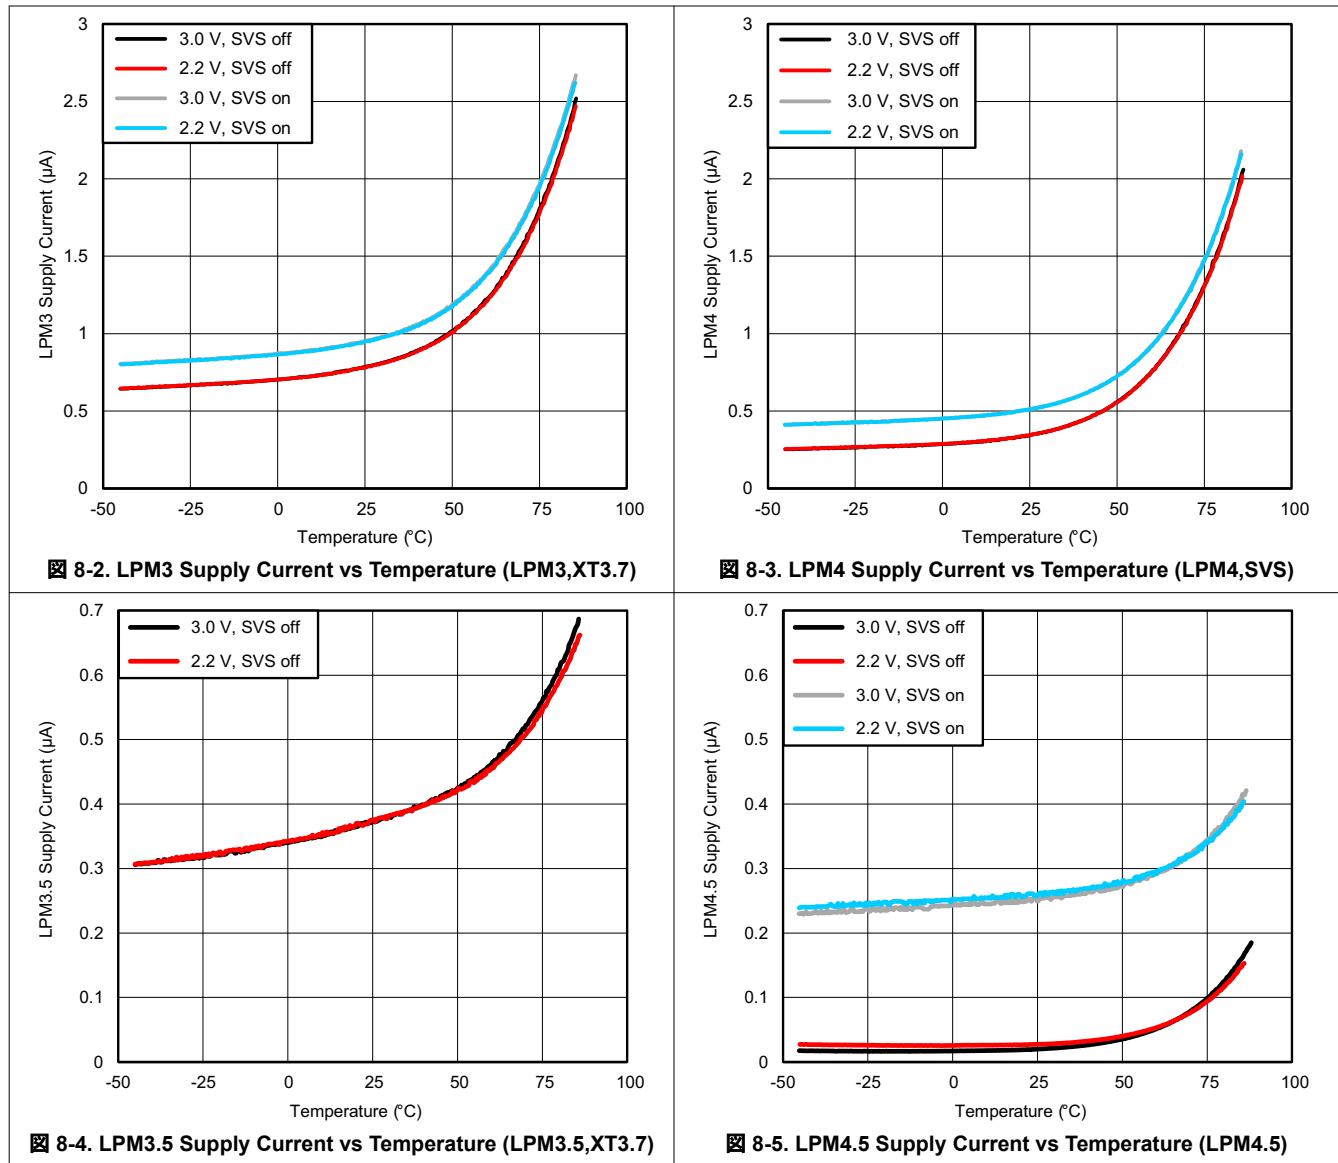 3.0 V, SVS off
2.2 V, SVS off
3.0 V, SVS on
2.2 V, SVS on
LPM3 Supply Current (µA)
3
2.5
2
1.5
1
0.5
0
-50
-25
0
25
50
75
100
Temperature (°C)
図 8-2. LPM3 Supply Current vs Temperature (LPM3,XT3.7)
3.0 V, SVS off
2.2 V, SVS off
3.0 V, SVS on
2.2 V, SVS on
LPM4 Supply Current (µA)
3
2.5
2
1.5
1
0.5
0
-50
-25
0
25
50
75
100
Temperature (°C)
図 8-3. LPM4 Supply Current vs Temperature (LPM4,SVS)
3.0 V, SVS off
2.2 V, SVS off
LPM3.5 Supply Current (µA)
0.7
0.6
0.5
0.4
0.3
0.2
0.1
0
-50
-25
0
25
50
75
100
Temperature (°C)
図 8-4. LPM3.5 Supply Current vs Temperature (LPM3.5,XT3.7)
3.0 V, SVS off
2.2 V, SVS off
3.0 V, SVS on
2.2 V, SVS on
LPM4.5 Supply Current (µA)
0.7
0.6
0.5
0.4
0.3
0.2
0.1
0
-50
-25
0
25
50
75
100
Temperature (°C)
図 8-5. LPM4.5 Supply Current vs Temperature (LPM4.5)